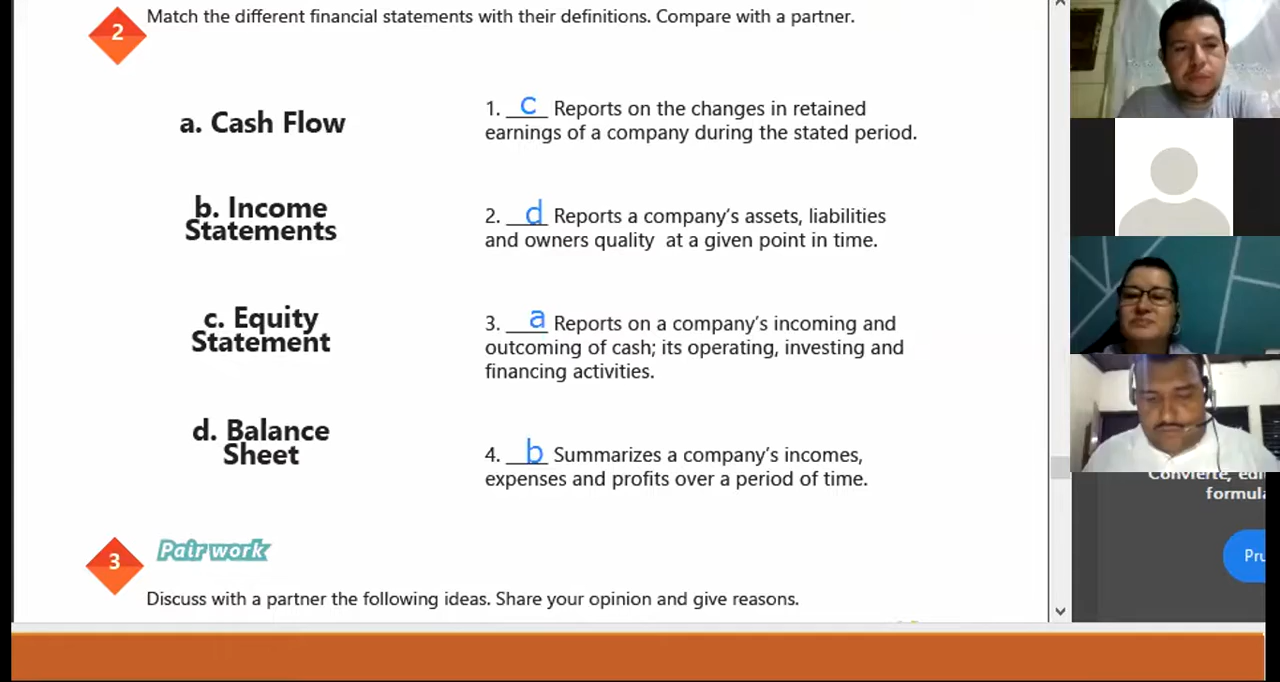 2
Match the different financial statements with their definitions. Compare with a partner.
a. Cash Flow
b. Income
Statements
c. Equity
Statement
d. Balance
Sheet
1. c Reports on the changes in retained
earnings of a company during the stated period.
2. d Reports a company's assets, liabilities
and owners quality at a given point in time.
3. a Reports on a company's incoming and
outcoming of cash; its operating, investing and
financing activities.
4. b Summarizes a company's incomes,
expenses and profits over a period of time.
3
Pair work
Discuss with a partner the following ideas. Share your opinion and give reasons.